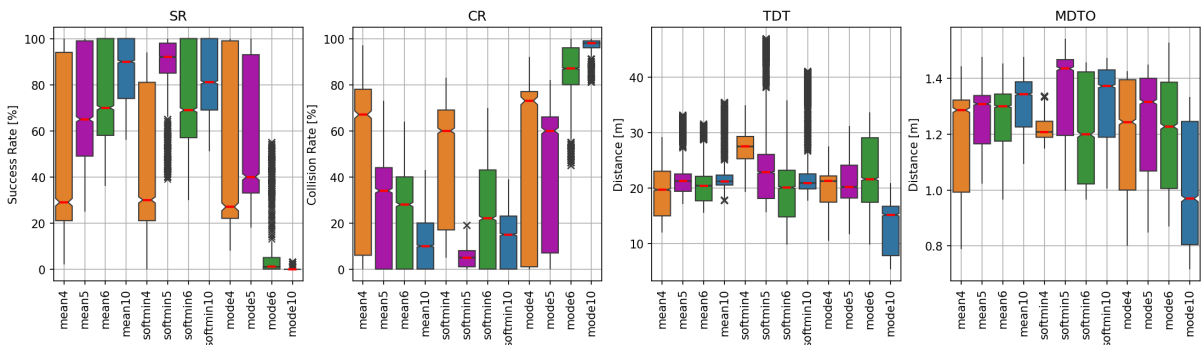 SR
Success Rate [%]
100
80
60
40
20
0
mean4
mean5
mean6
mean10
softmin4
softmin5
softmin6
softmin10
mode4
mode5
mode6
mode10
CR
Collision Rate [%]
100
80
60
40
20
0
mean4
mean5
mean6
mean10
softmin4
softmin5
softmin6
softmin10
mode4
mode5
mode6
mode10
TDT
Distance [m]
40
30
20
10
mean4
mean5
mean6
mean10
softmin4
softmin5
softmin6
softmin10
mode4
mode5
mode6
mode10
MDTO
Distance [m]
1.4
1.2
1.0
0.8
mean4
mean5
mean6
mean10
softmin4
softmin5
softmin6
softmin10
mode4
mode5
mode6
mode10